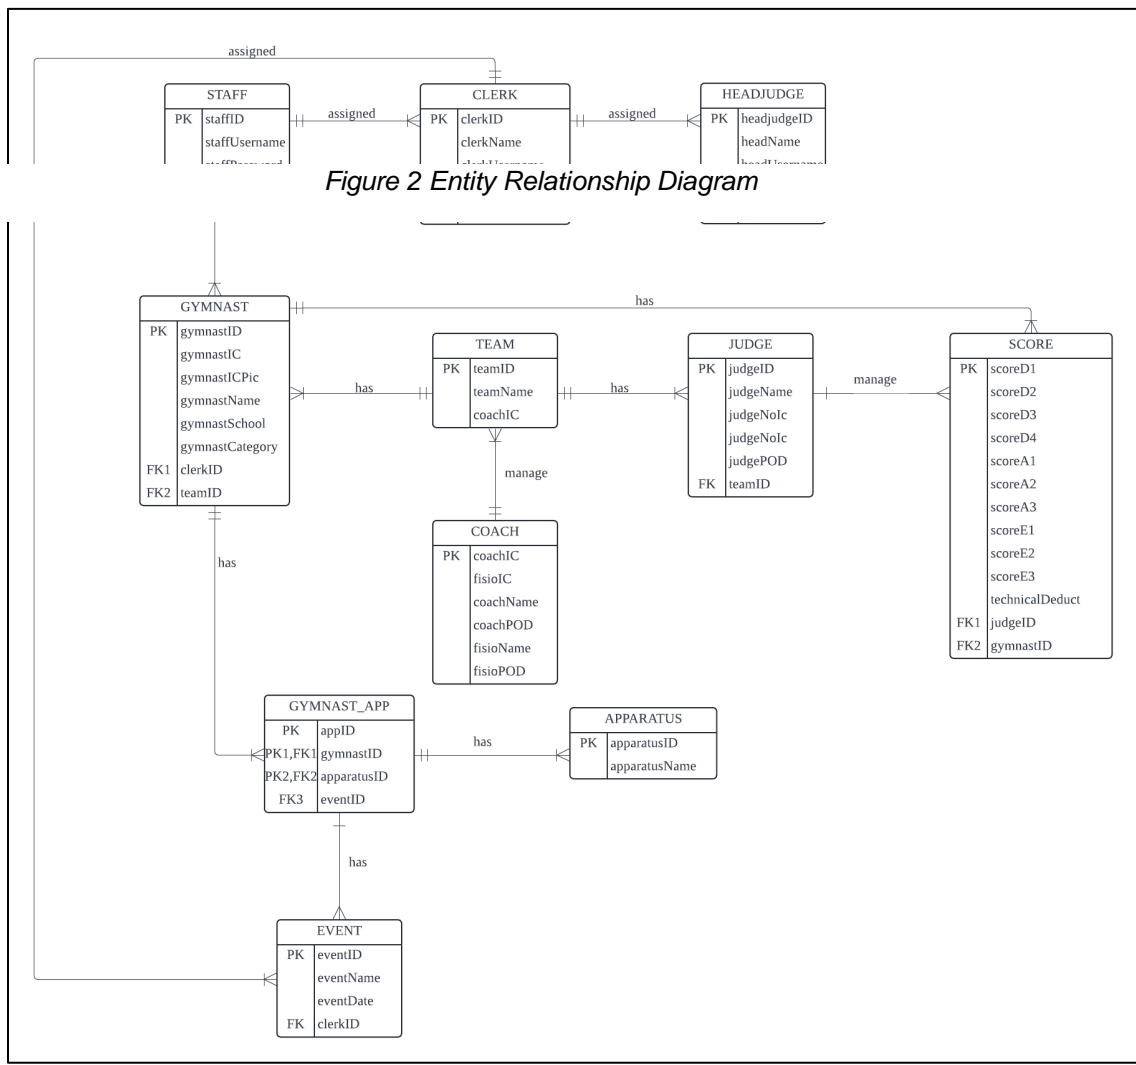 assigned
STAFF
PK staffID
staffUsername
assigned
CLERK
PK clerkID
clerkName
assigned
HEADJUDGE
PK headjudgeID
headName
Figure 2 Entity Relationship Diagram
GYMNAST
PK gymnastID
gymnastIC
gymnastICPic
gymnastName
gymnastSchool
gymnastCategory
FK1 clerkID
FK2 teamID
has
has
TEAM
PK teamID
teamName
coachIC
has
JUDGE
PK judgeID
judgeName
judgeNoIc
judgeNoIc
judgePOD
FK teamID
manage
SCORE
PK scoreD1
scoreD2
scoreD3
scoreD4
scoreA1
scoreA2
scoreA3
scoreE1
scoreE2
scoreE3
technicalDeduct
FK1 judgeID
FK2 gymnastID
manage
COACH
PK coachIC
fisioIC
coachName
coachPOD
fisioName
fisioPOD
has
GYMNAST_APP
PK appID
PK1,FK1 gymnastID
PK2,FK2 apparatusID
FK3 eventID
has
APPARATUS
PK apparatusID
apparatusName
has
EVENT
PK eventID
eventName
eventDate
FK clerkID